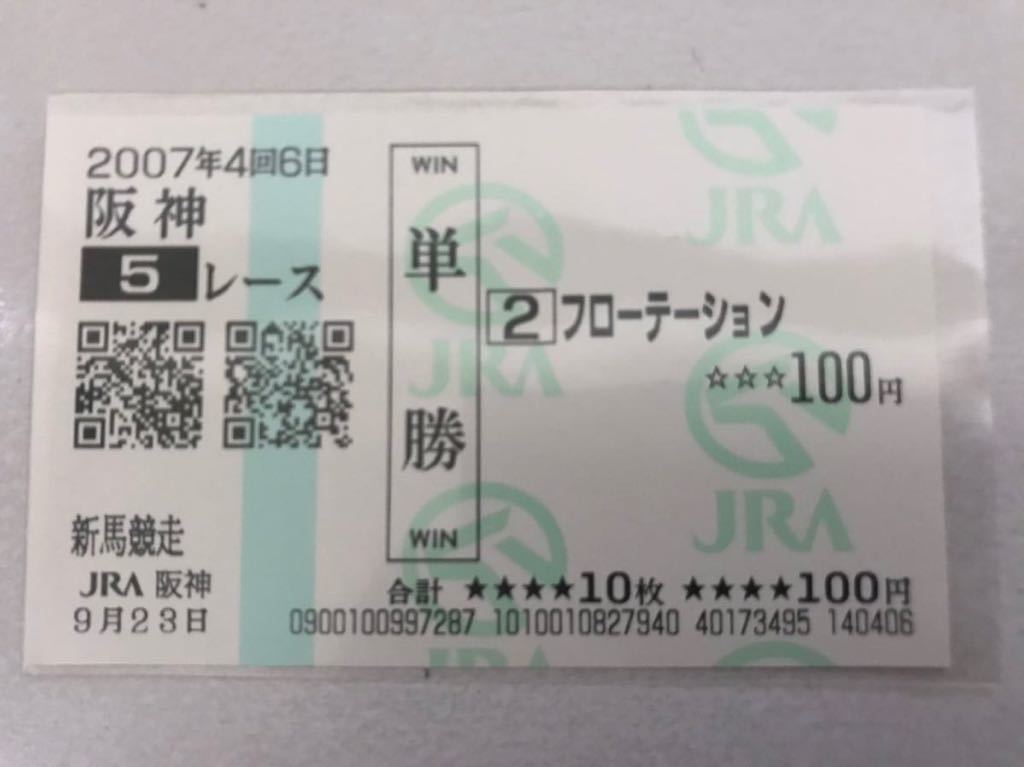 2007年4回6日
阪神
5レース
新馬競走
JRA 阪神
9月23日
WIN
単勝
WIN
2フローテーション
☆☆☆100円
合計 ★★★★10枚 ★★★★100円
0900100997287 1010010827940 40173495 140406
JRA
JRA
JRA
JRA